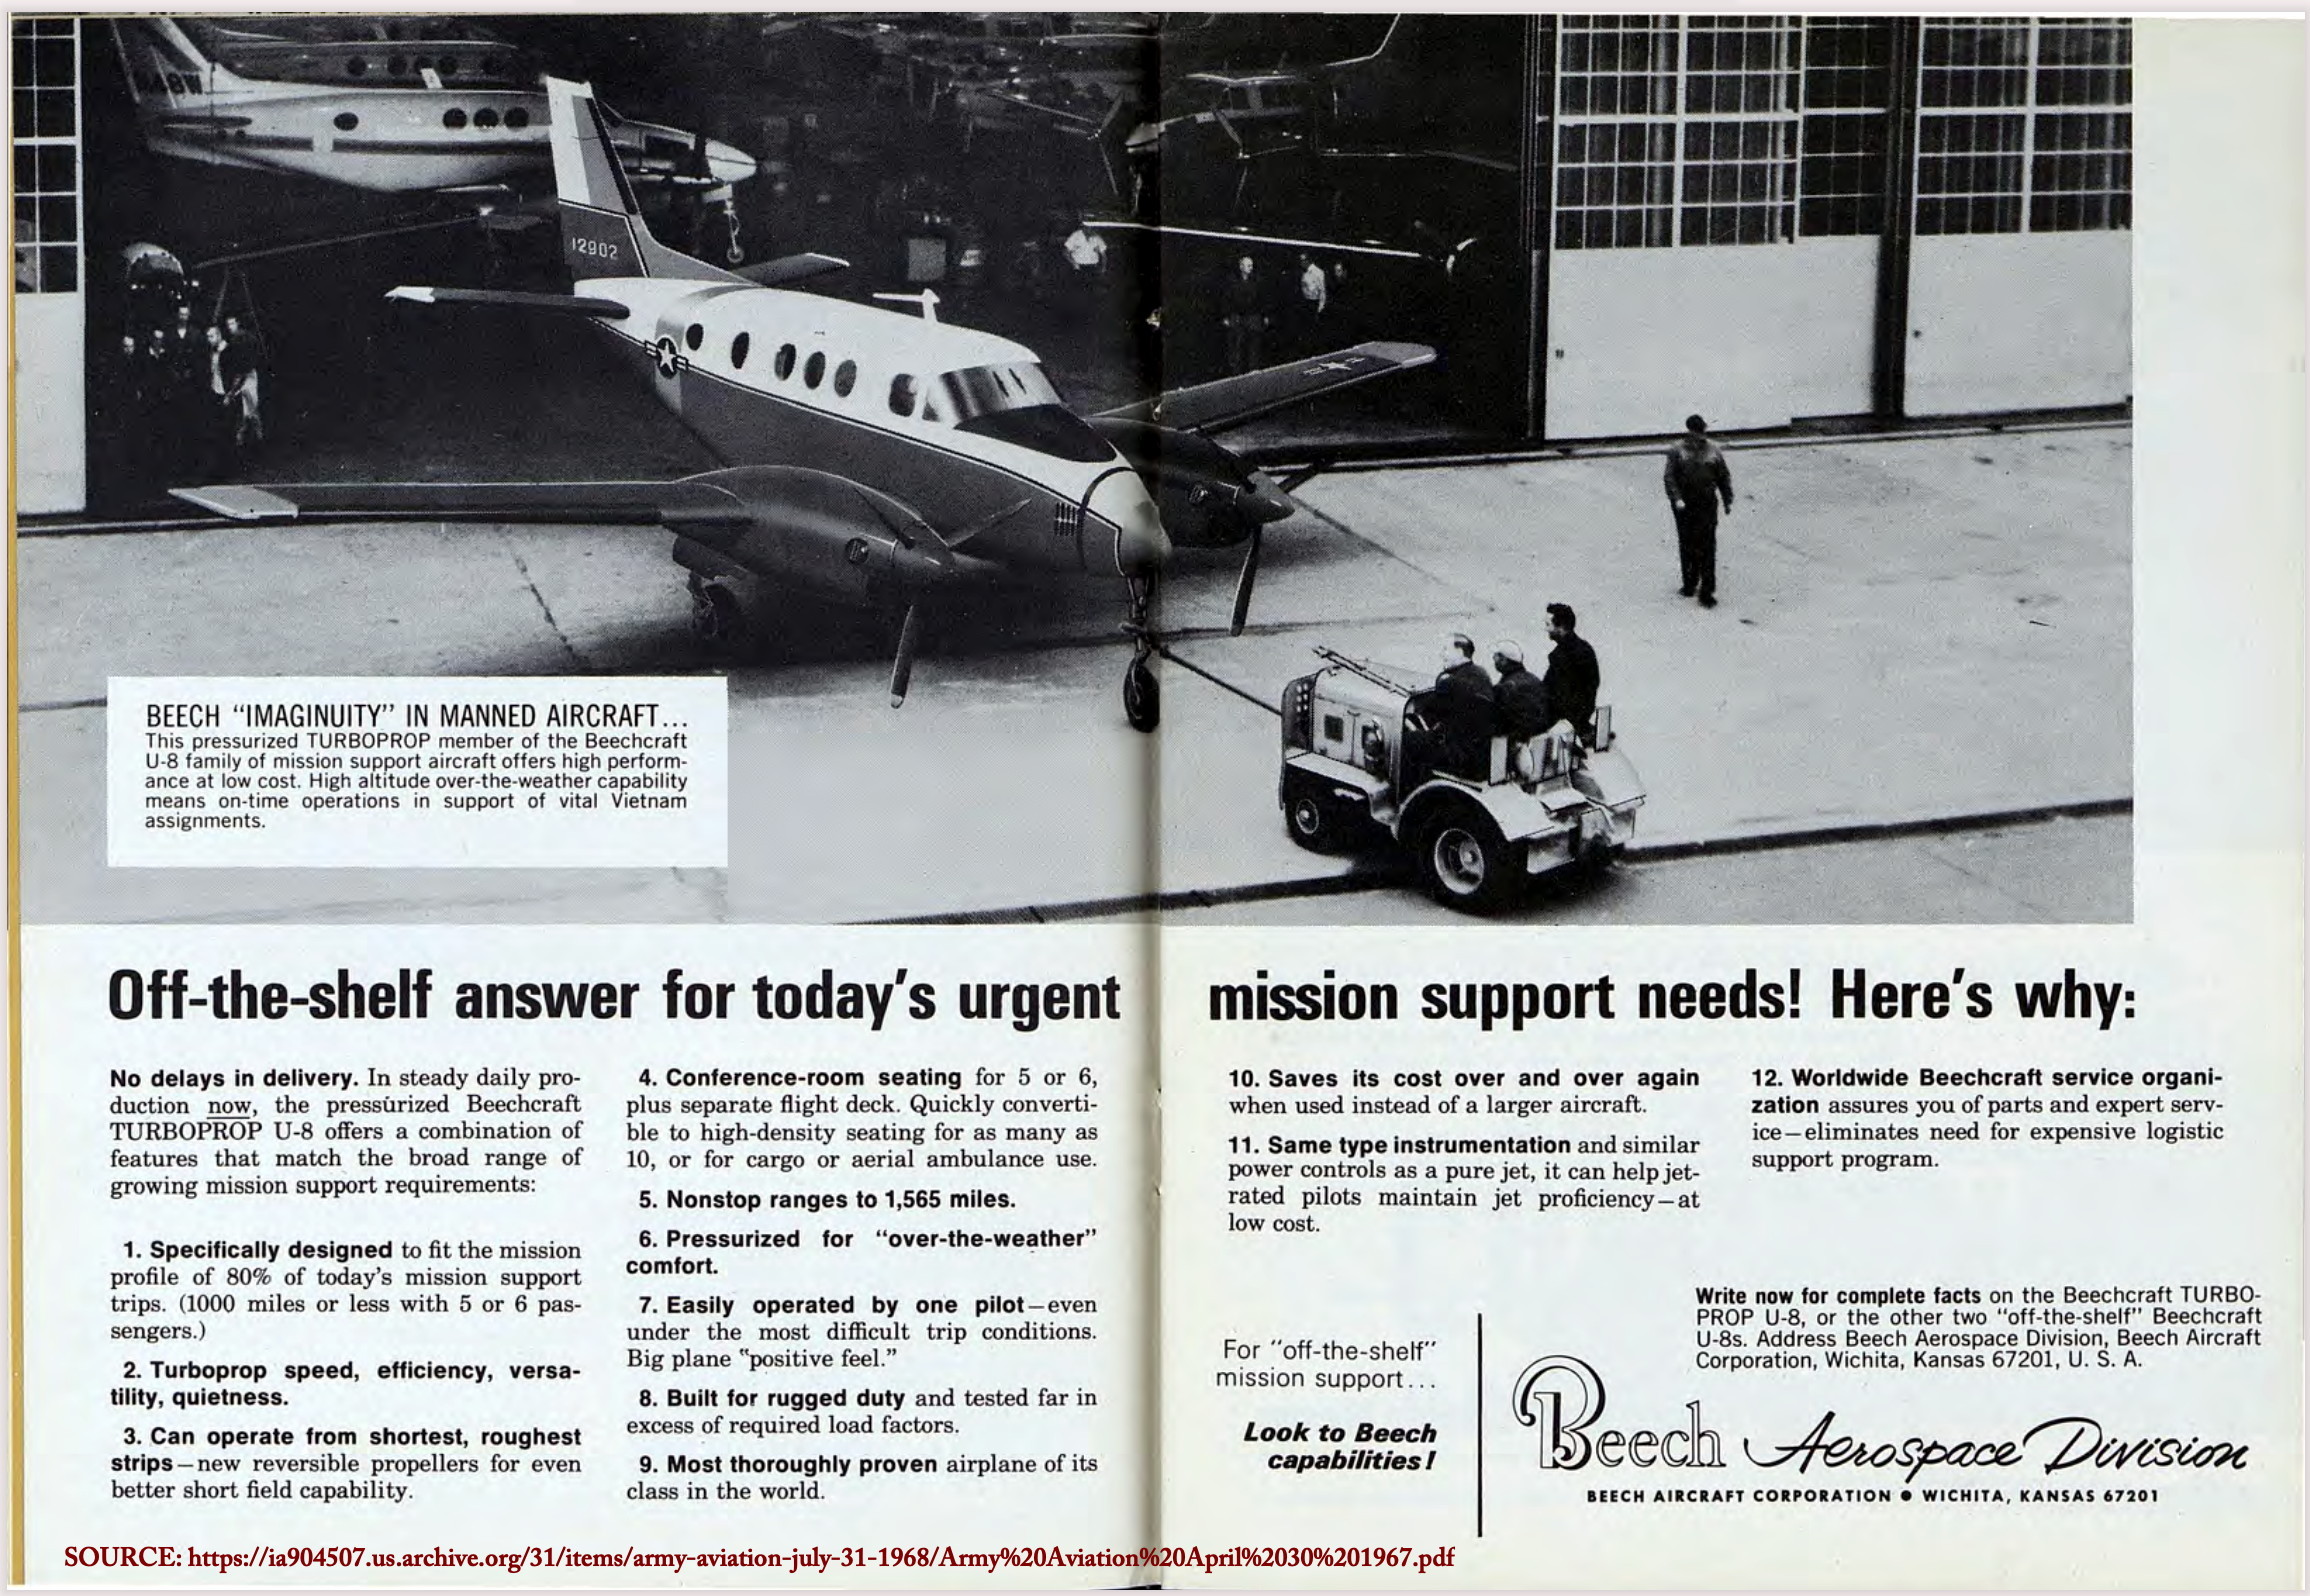 12902
BEECH “IMAGINUITY” IN MANNED AIRCRAFT...
This pressurized TURBOPROP member of the Beechcraft
U-8 family of mission support aircraft offers high perform-
ance at low cost. High altitude over-the-weather capability
means on-time operations in support of vital Vietnam
assignments.
Off-the-shelf answer for today's urgent mission support needs! Here's why:
No delays in delivery. In steady daily pro-
duction now, the pressurized Beechcraft
TURBOPROP U-8 offers a combination of
features that match the broad range of
growing mission support requirements:
1. Specifically designed to fit the mission
profile of 80% of today's mission support
trips. (1000 miles or less with 5 or 6 pas-
sengers.)
2. Turboprop speed, efficiency, versa-
tility, quietness.
3. Can operate from shortest, roughest
strips—new reversible propellers for even
better short field capability.
4. Conference-room seating for 5 or 6,
plus separate flight deck. Quickly converti-
ble to high-density seating for as many as
10, or for cargo or aerial ambulance use.
5. Nonstop ranges to 1,565 miles.
6. Pressurized for “over-the-weather”
comfort.
7. Easily operated by one pilot—even
under the most difficult trip conditions.
Big plane “positive feel.”
8. Built for rugged duty and tested far in
excess of required load factors.
9. Most thoroughly proven airplane of its
class in the world.
10. Saves its cost over and over again
when used instead of a larger aircraft.
11. Same type instrumentation and similar
power controls as a pure jet, it can help jet-
rated pilots maintain jet proficiency—at
low cost.
12. Worldwide Beechcraft service organi-
zation assures you of parts and expert serv-
ice—eliminates need for expensive logistic
support program.
For “off-the-shelf”
mission support...
Look to Beech
capabilities!
Write now for complete facts on the Beechcraft TURBO-
PROP U-8, or the other two “off-the-shelf” Beechcraft
U-8s. Address Beech Aerospace Division, Beech Aircraft
Corporation, Wichita, Kansas 67201, U. S. A.
Beech Aerospace Division
BEECH AIRCRAFT CORPORATION ● WICHITA, KANSAS 67201
SOURCE: https://ia904507.us.archive.org/31/items/army-aviation-july-31-1968/Army%20Aviation%20April%2030%201967.pdf